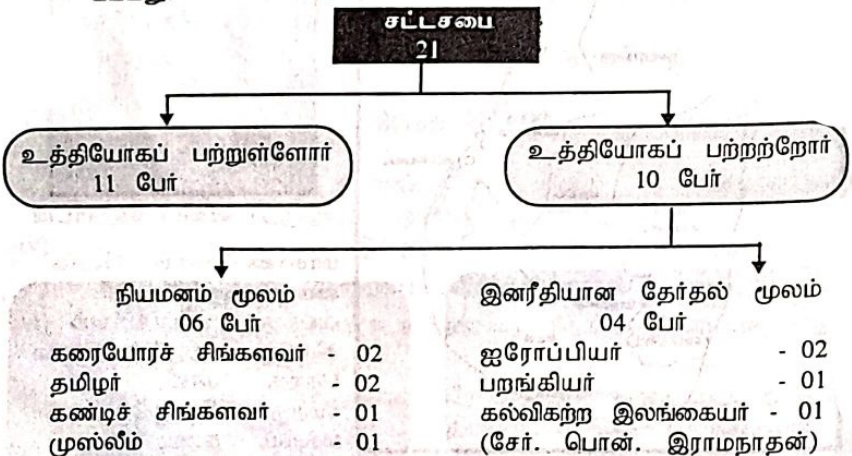 சட்டசபை
21
உத்தியோகப் பற்றுள்ளோர்
11 பேர்
உத்தியோகப் பற்றற்றோர்
10 பேர்
நியமனம் மூலம்
06 பேர்
கரையோரச் சிங்களவர் - 02
தமிழர் - 02
கண்டிச் சிங்களவர் - 01
முஸ்லீம் - 01
இனரீதியான தேர்தல் மூலம்
04 பேர்
ஐரோப்பியர் - 02
பறங்கியர் - 01
கல்விகற்ற இலங்கையர் - 01
(சேர். பொன். இராமநாதன்)